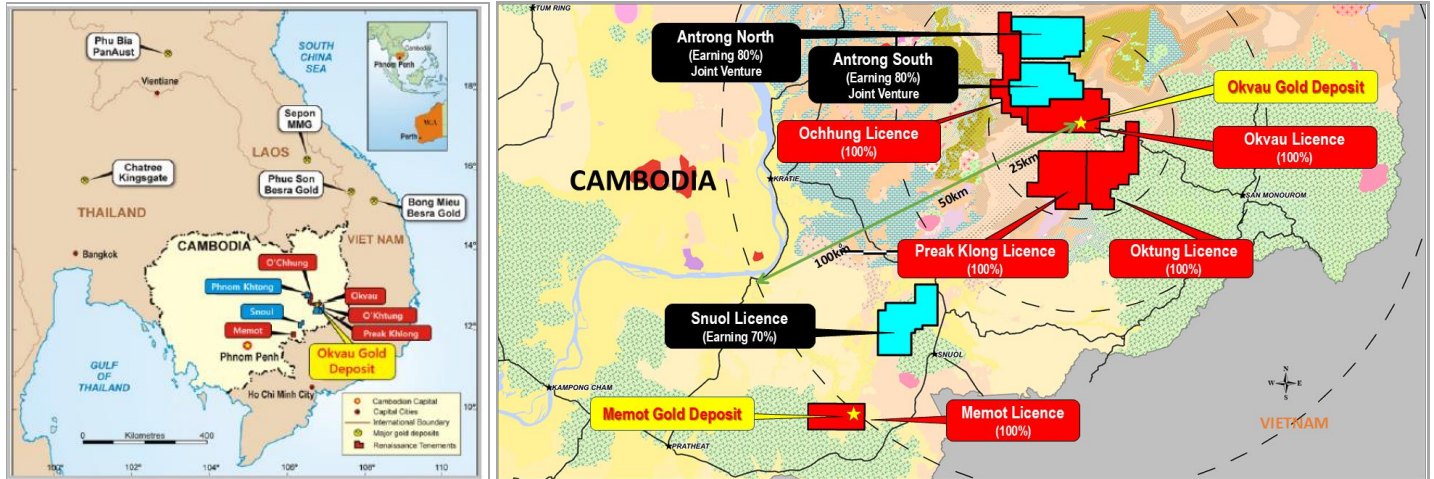 Phu Bia
PanAust
Vientiane
SOUTH
CHINA
SEA
Cambodia
Phnom Penh
W.A
Perth
18°
Sepon
MMG
LAOS
16°
Chatree
Kingsgate
Phuc Son
Besra Gold
Bong Mieu
Besra Gold
THAILAND
VIET NAM
Bangkok
CAMBODIA
14°
O'Chhung
Phnom Khtong
Okvau
Snoul
O'Khtung
Memot
Preak Khlong
12°
Phnom Penh
Okvau Gold
Deposit
GULF
OF
THAILAND
Ho Chi Minh City
10°
Cambodian Capital
Capital Cities
International Boundary
Major gold deposits
Renaissance Tenements
0 Kilometres 400
102° 104° 106° 108° 110
TUM RING
Antrong North
(Earning 80%)
Joint Venture
Antrong South
(Earning 80%)
Joint Venture
Okvau Gold Deposit
Ochhung Licence
(100%)
Okvau Licence
(100%)
CAMBODIA
KRATIE
25km
50km
100km
SAN MONOUROM
Preak Klong Licence
(100%)
Oktung Licence
(100%)
Snuol Licence
(Earning 70%)
SNUOL
KAMPONG CHAM
Memot Gold Deposit
Memot Licence
(100%)
PRATHEAT
N
W E
S
VIETNAM